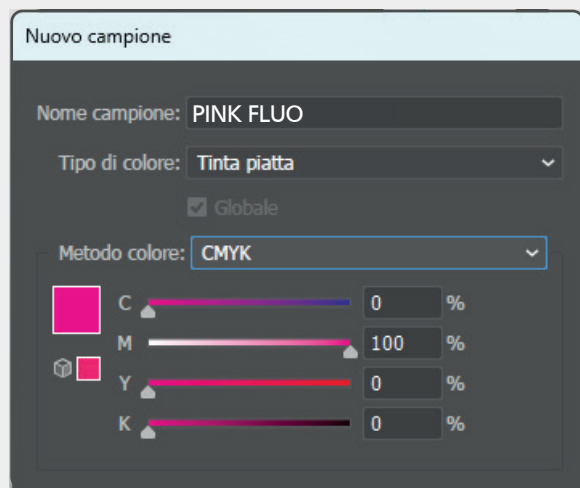 Nuovo campione
Nome campione: PINK FLUO
Tipo di colore: Tinta piatta
Globale
Metodo colore: CMYK
C 0 %
M 100 %
Y 0 %
K 0 %